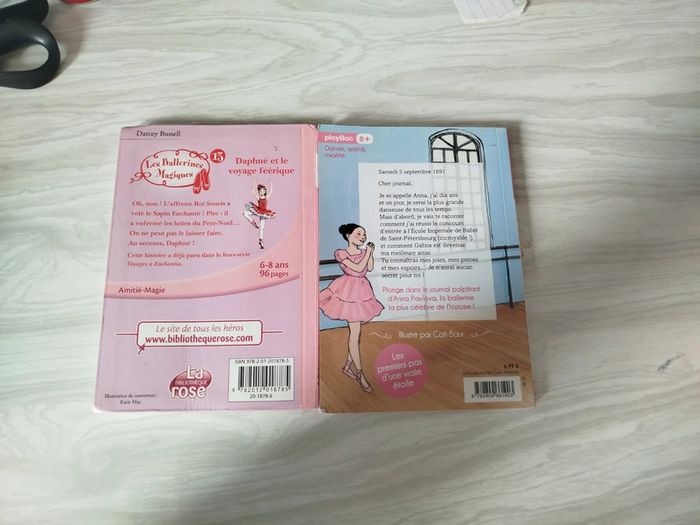 Darcey Bussell
Les Ballerines
Magiques
15
Daphné et le
voyage féerique
Oh, non ! L'affreux Roi Souris a
volé le Sapin Enchanté ! Pire : il
a enfermé les lutins du Père-Noël...
On ne peut pas le laisser faire.
Au secours, Daphné !
Cette histoire a déjà paru dans le hors-série
Voyages à Enchantia.
6-8 ans
96 pages
Amitié-Magie
Le site de tous les héros
www.bibliothequerose.com
La
BIBLIOTHÈQUE
rose
ISBN 978-2-01-201878-5
9 782012 018785
20-1878-6
Illustration de couverture :
Katie May
playBac 8+
Danse, amitié,
rivalité
Samedi 5 septembre 1891
Cher journal,
Je m'appelle Anna, j'ai dix ans
et un jour, je serai la plus grande
danseuse de tous les temps.
Mais d'abord, je vais te raconter
comment j'ai réussi le concours
d'entrée à l'École Impériale de Ballet
de Saint-Pétersbourg (incroyable !)
et comment Galina est devenue
ma meilleure amie.
Tu connaîtras mes joies, mes peines
et mes espoirs... Je n'aurai aucun
secret pour toi !
Plonge dans le journal palpitant
d'Anna Pavlova, la ballerine
la plus célèbre de l'histoire !
Illustré par Cati Baur
Les
premiers pas
d'une vraie
étoile
6,99 €